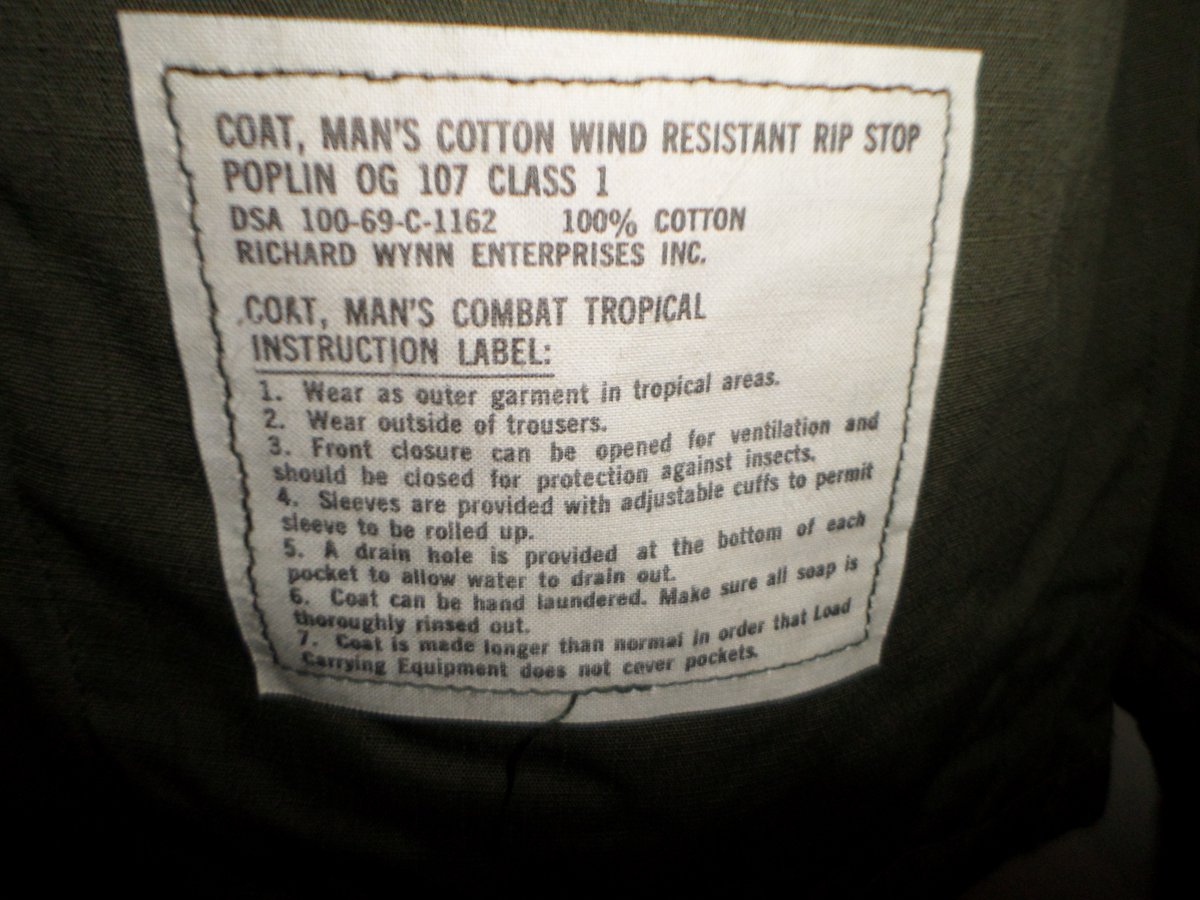 COAT, MAN'S COTTON WIND RESISTANT RIP STOP
POPLIN OG 107 CLASS 1
DSA 100-69-C-1162 100% COTTON
RICHARD WYNN ENTERPRISES INC.
COAT, MAN'S COMBAT TROPICAL
INSTRUCTION LABEL:
1. Wear as outer garment in tropical areas.
2. Wear outside of trousers.
3. Front closure can be opened for ventilation and
should be closed for protection against insects.
4. Sleeves are provided with adjustable cuffs to permit
sleeve to be rolled up.
5. A drain hole is provided at the bottom of each
pocket to allow water to drain out.
6. Coat can be hand laundered. Make sure all soap is
thoroughly rinsed out.
7. Coat is made longer than normal in order that Load
Carrying Equipment does not cover pockets.